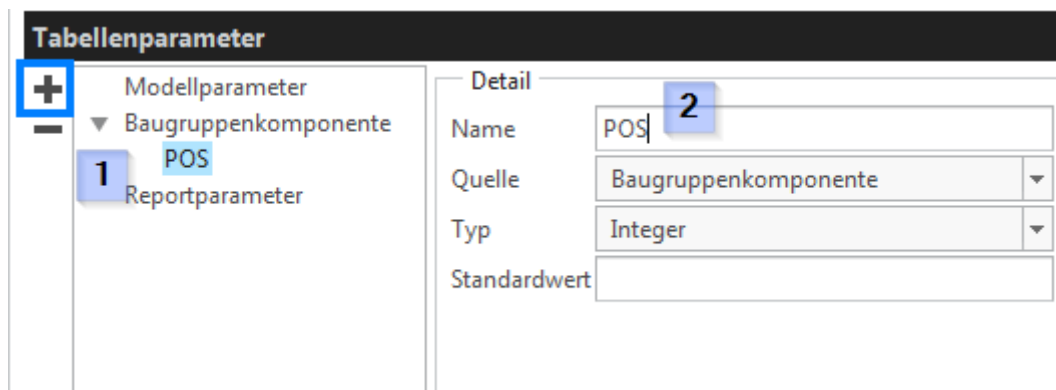 Tabellenparameter
Modellparameter
Baugruppenkomponente
POS
1
Reportparameter
Detail
Name POS
2
Quelle Baugruppenkomponente
Typ Integer
Standardwert